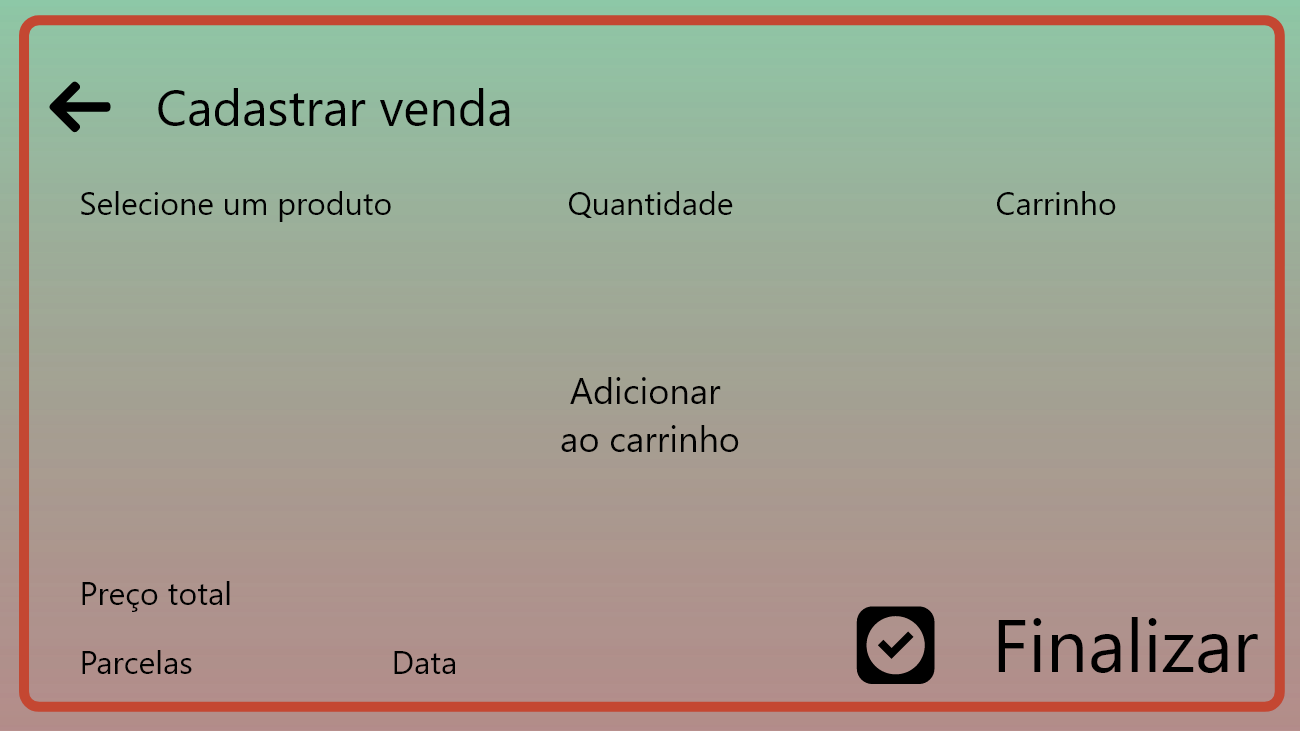 Cadastrar venda
Selecione um produto
Quantidade
Carrinho
Adicionar
ao carrinho
Preço total
Parcelas
Data
Finalizar